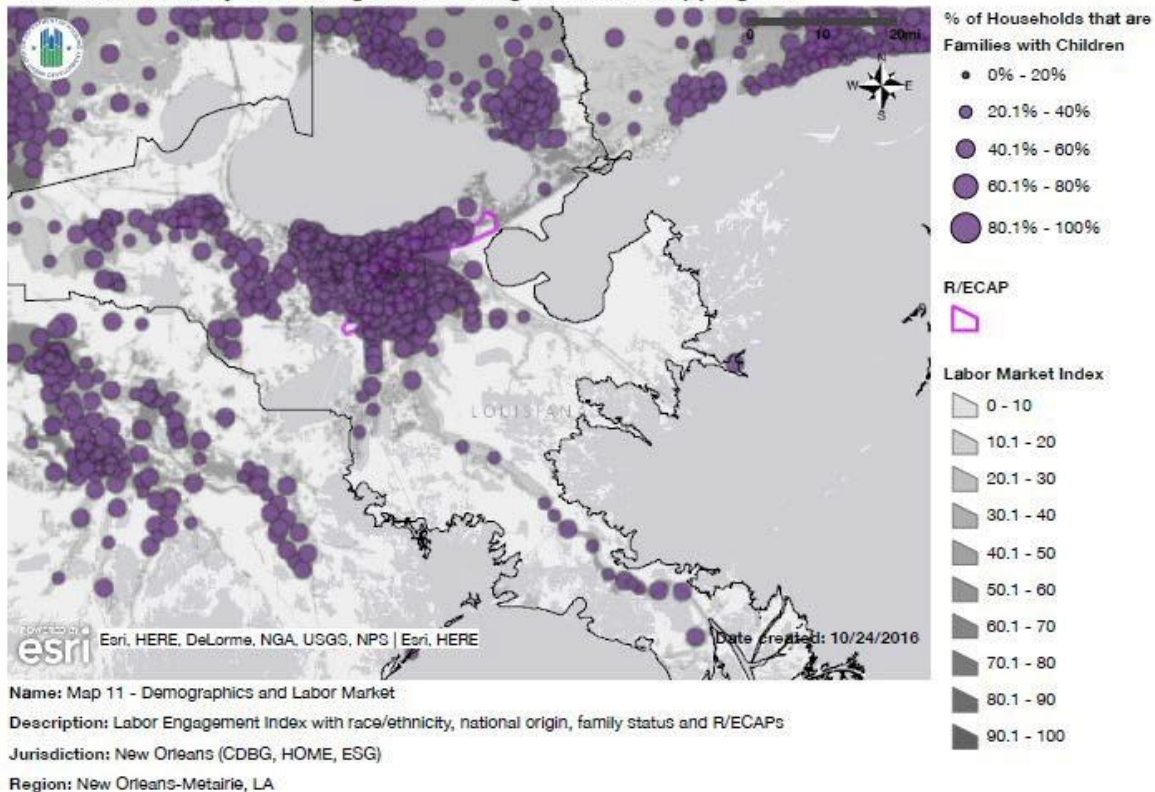 0 10 20mi
N
W E
S
% of Households that are
Families with Children
0% - 20%
20.1% - 40%
40.1% - 60%
60.1% - 80%
80.1% - 100%
R/ECAP
Labor Market Index
0 - 10
10.1 - 20
20.1 - 30
30.1 - 40
40.1 - 50
50.1 - 60
60.1 - 70
70.1 - 80
80.1 - 90
90.1 - 100
LOUISIANA
POWERED BY
esri
Esri, HERE, DeLorme, NGA, USGS, NPS | Esri, HERE
Date created: 10/24/2016
Name: Map 11 - Demographics and Labor Market
Description: Labor Engagement Index with race/ethnicity, national origin, family status and R/ECAPs
Jurisdiction: New Orleans (CDBG, HOME, ESG)
Region: New Orleans-Metairie, LA